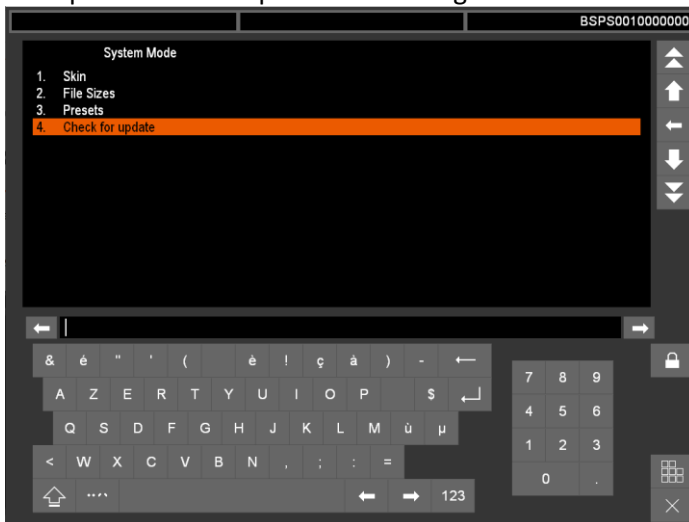 BSPS0010000000
System Mode
1. Skin
2. File Sizes
3. Presets
4. Check for update
& é " ' ( è ! ç à ) -
7 8 9
A Z E R T Y U I O P $
4 5 6
Q S D F G H J K L M ù µ
1 2 3
< W X C V B N , ; : =
0 .
123